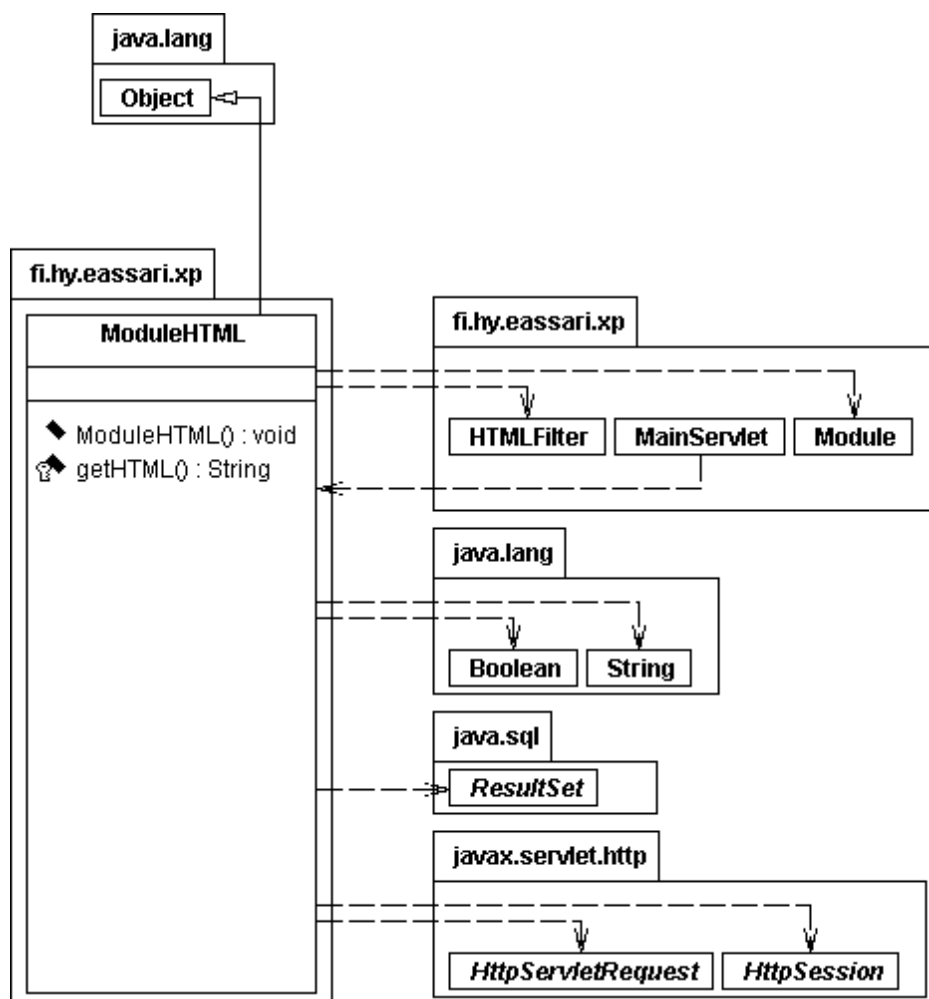 java.lang
Object
fi.hy.eassari.xp
ModuleHTML
ModuleHTML() : void
getHTML() : String
fi.hy.eassari.xp
HTMLFilter
MainServlet
Module
java.lang
Boolean
String
java.sql
ResultSet
javax.servlet.http
HttpServletRequest
HttpSession